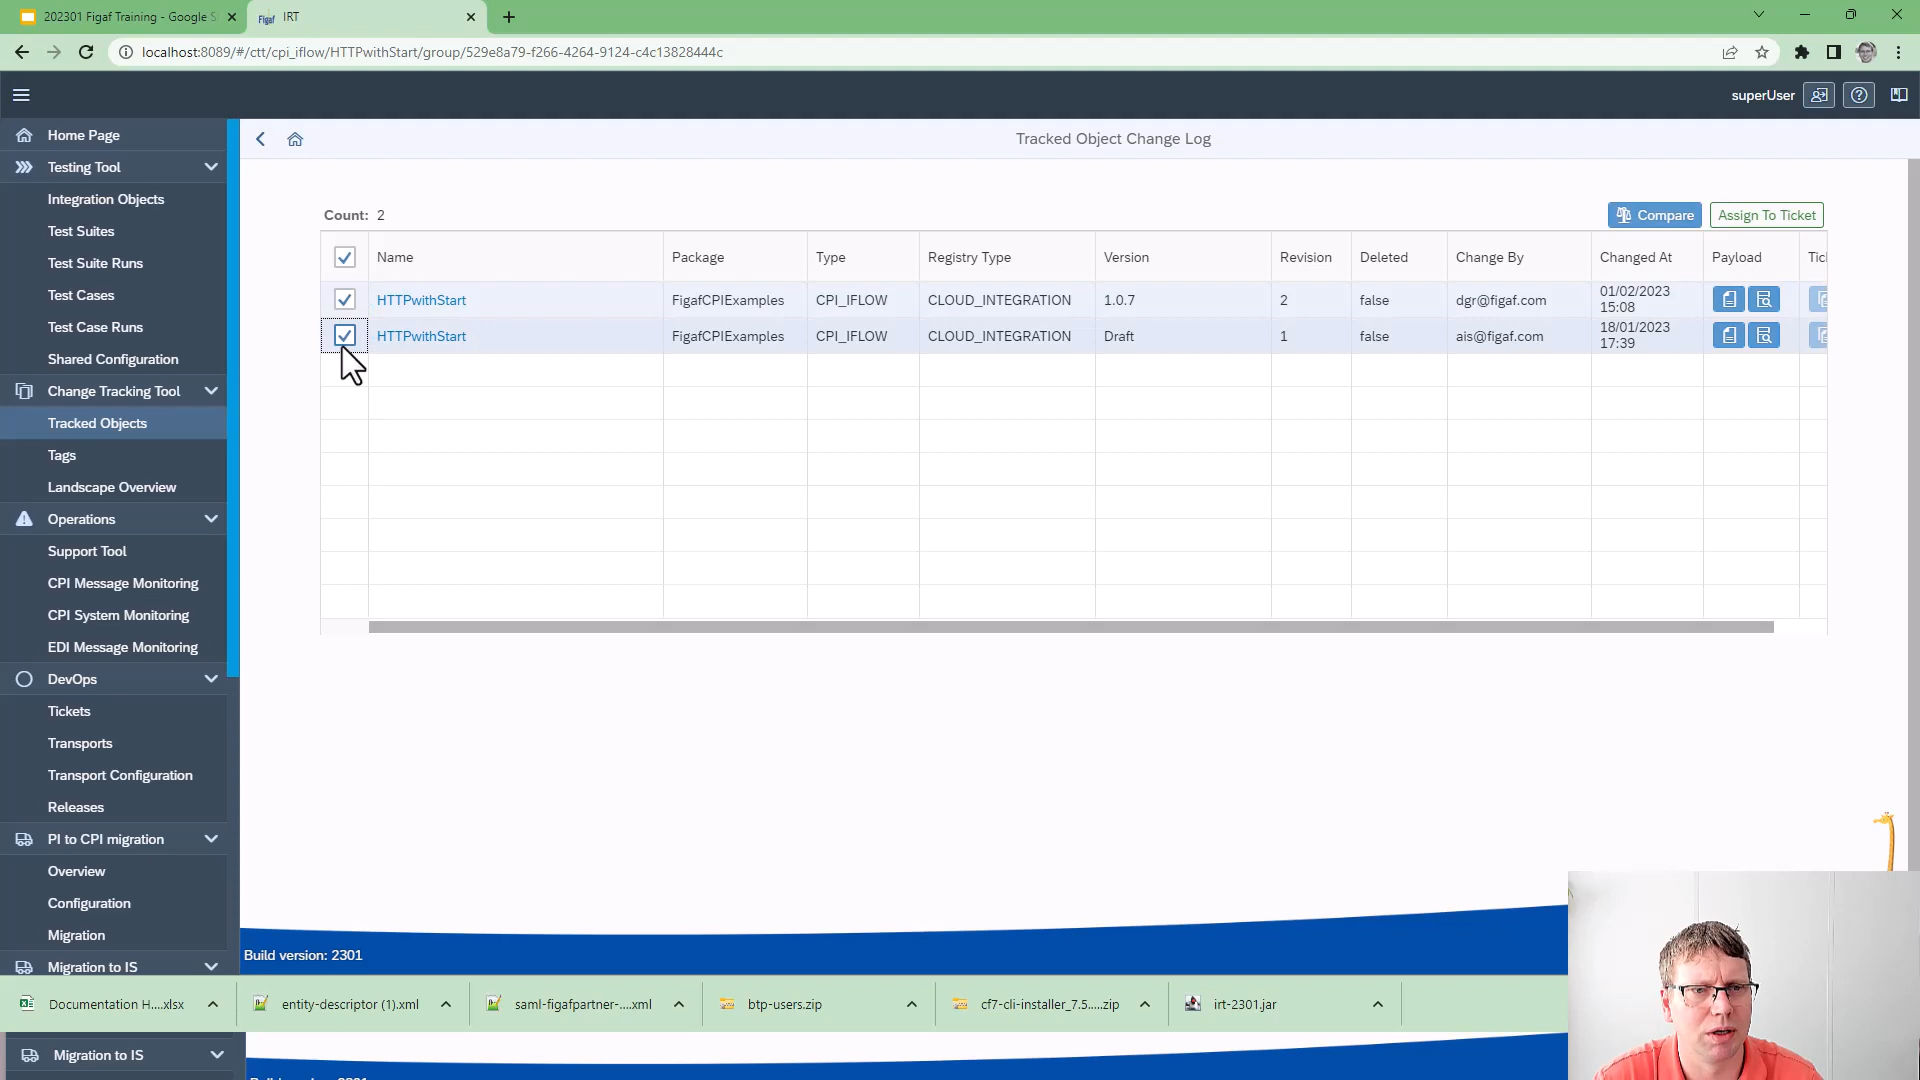 202301 Figaf Training - Google S
Figaf IRT
localhost:8089/#/ctt/cpi_iflow/HTTPwithStart/group/529e8a79-f266-4264-9124-c4c13828444c
superUser
Home Page
Testing Tool
Integration Objects
Test Suites
Test Suite Runs
Test Cases
Test Case Runs
Shared Configuration
Change Tracking Tool
Tracked Objects
Tags
Landscape Overview
Operations
Support Tool
CPI Message Monitoring
CPI System Monitoring
EDI Message Monitoring
DevOps
Tickets
Transports
Transport Configuration
Releases
PI to CPI migration
Overview
Configuration
Migration
Migration to IS
Tracked Object Change Log
Count: 2
Compare
Assign To Ticket
Name Package Type Registry Type Version Revision Deleted Change By Changed At Payload Tic
HTTPwithStart FigafCPIExamples CPI_IFLOW CLOUD_INTEGRATION 1.0.7 2 false dgr@figaf.com 01/02/2023 15:08
HTTPwithStart FigafCPIExamples CPI_IFLOW CLOUD_INTEGRATION Draft 1 false ais@figaf.com 18/01/2023 17:39
Build version: 2301
Documentation H....xlsx
entity-descriptor (1).xml
saml-figafpartner-....xml
btp-users.zip
cf7-cli-installer_7.5.....zip
irt-2301.jar
Migration to IS